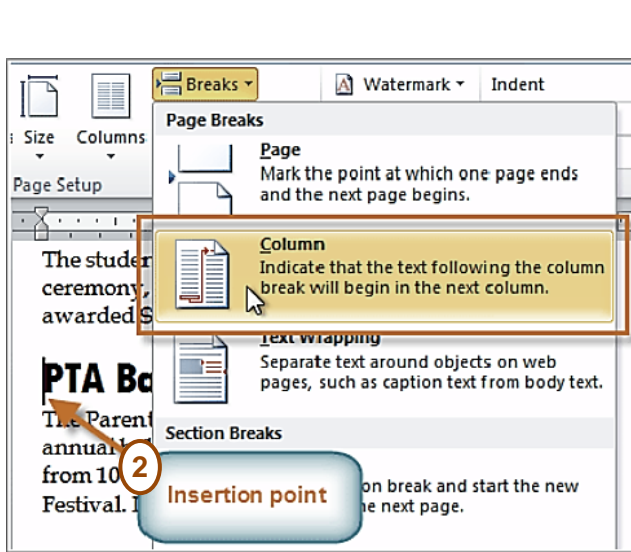 Breaks
Watermark
Indent
Size
Columns
Page Setup
Page Breaks
Page
Mark the point at which one page ends
and the next page begins.
Column
Indicate that the text following the column
break will begin in the next column.
Text Wrapping
Separate text around objects on web
pages, such as caption text from body text.
Section Breaks
on break and start the new
next page.
The studen
ceremony,
awarded
PTA Ba
The Parent
annual
from 10
Festival.
2
Insertion point